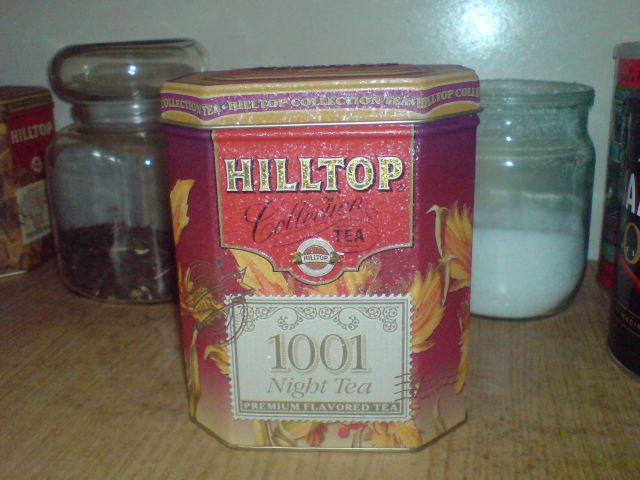 COLLECTION TEA · HILLTOP COLLECTION TEA · HILLTOP COLL
HILLTOP
Collection
TEA
HILLTOP
1001
Night Tea
PREMIUM FLAVORED TEA
HILLTOP